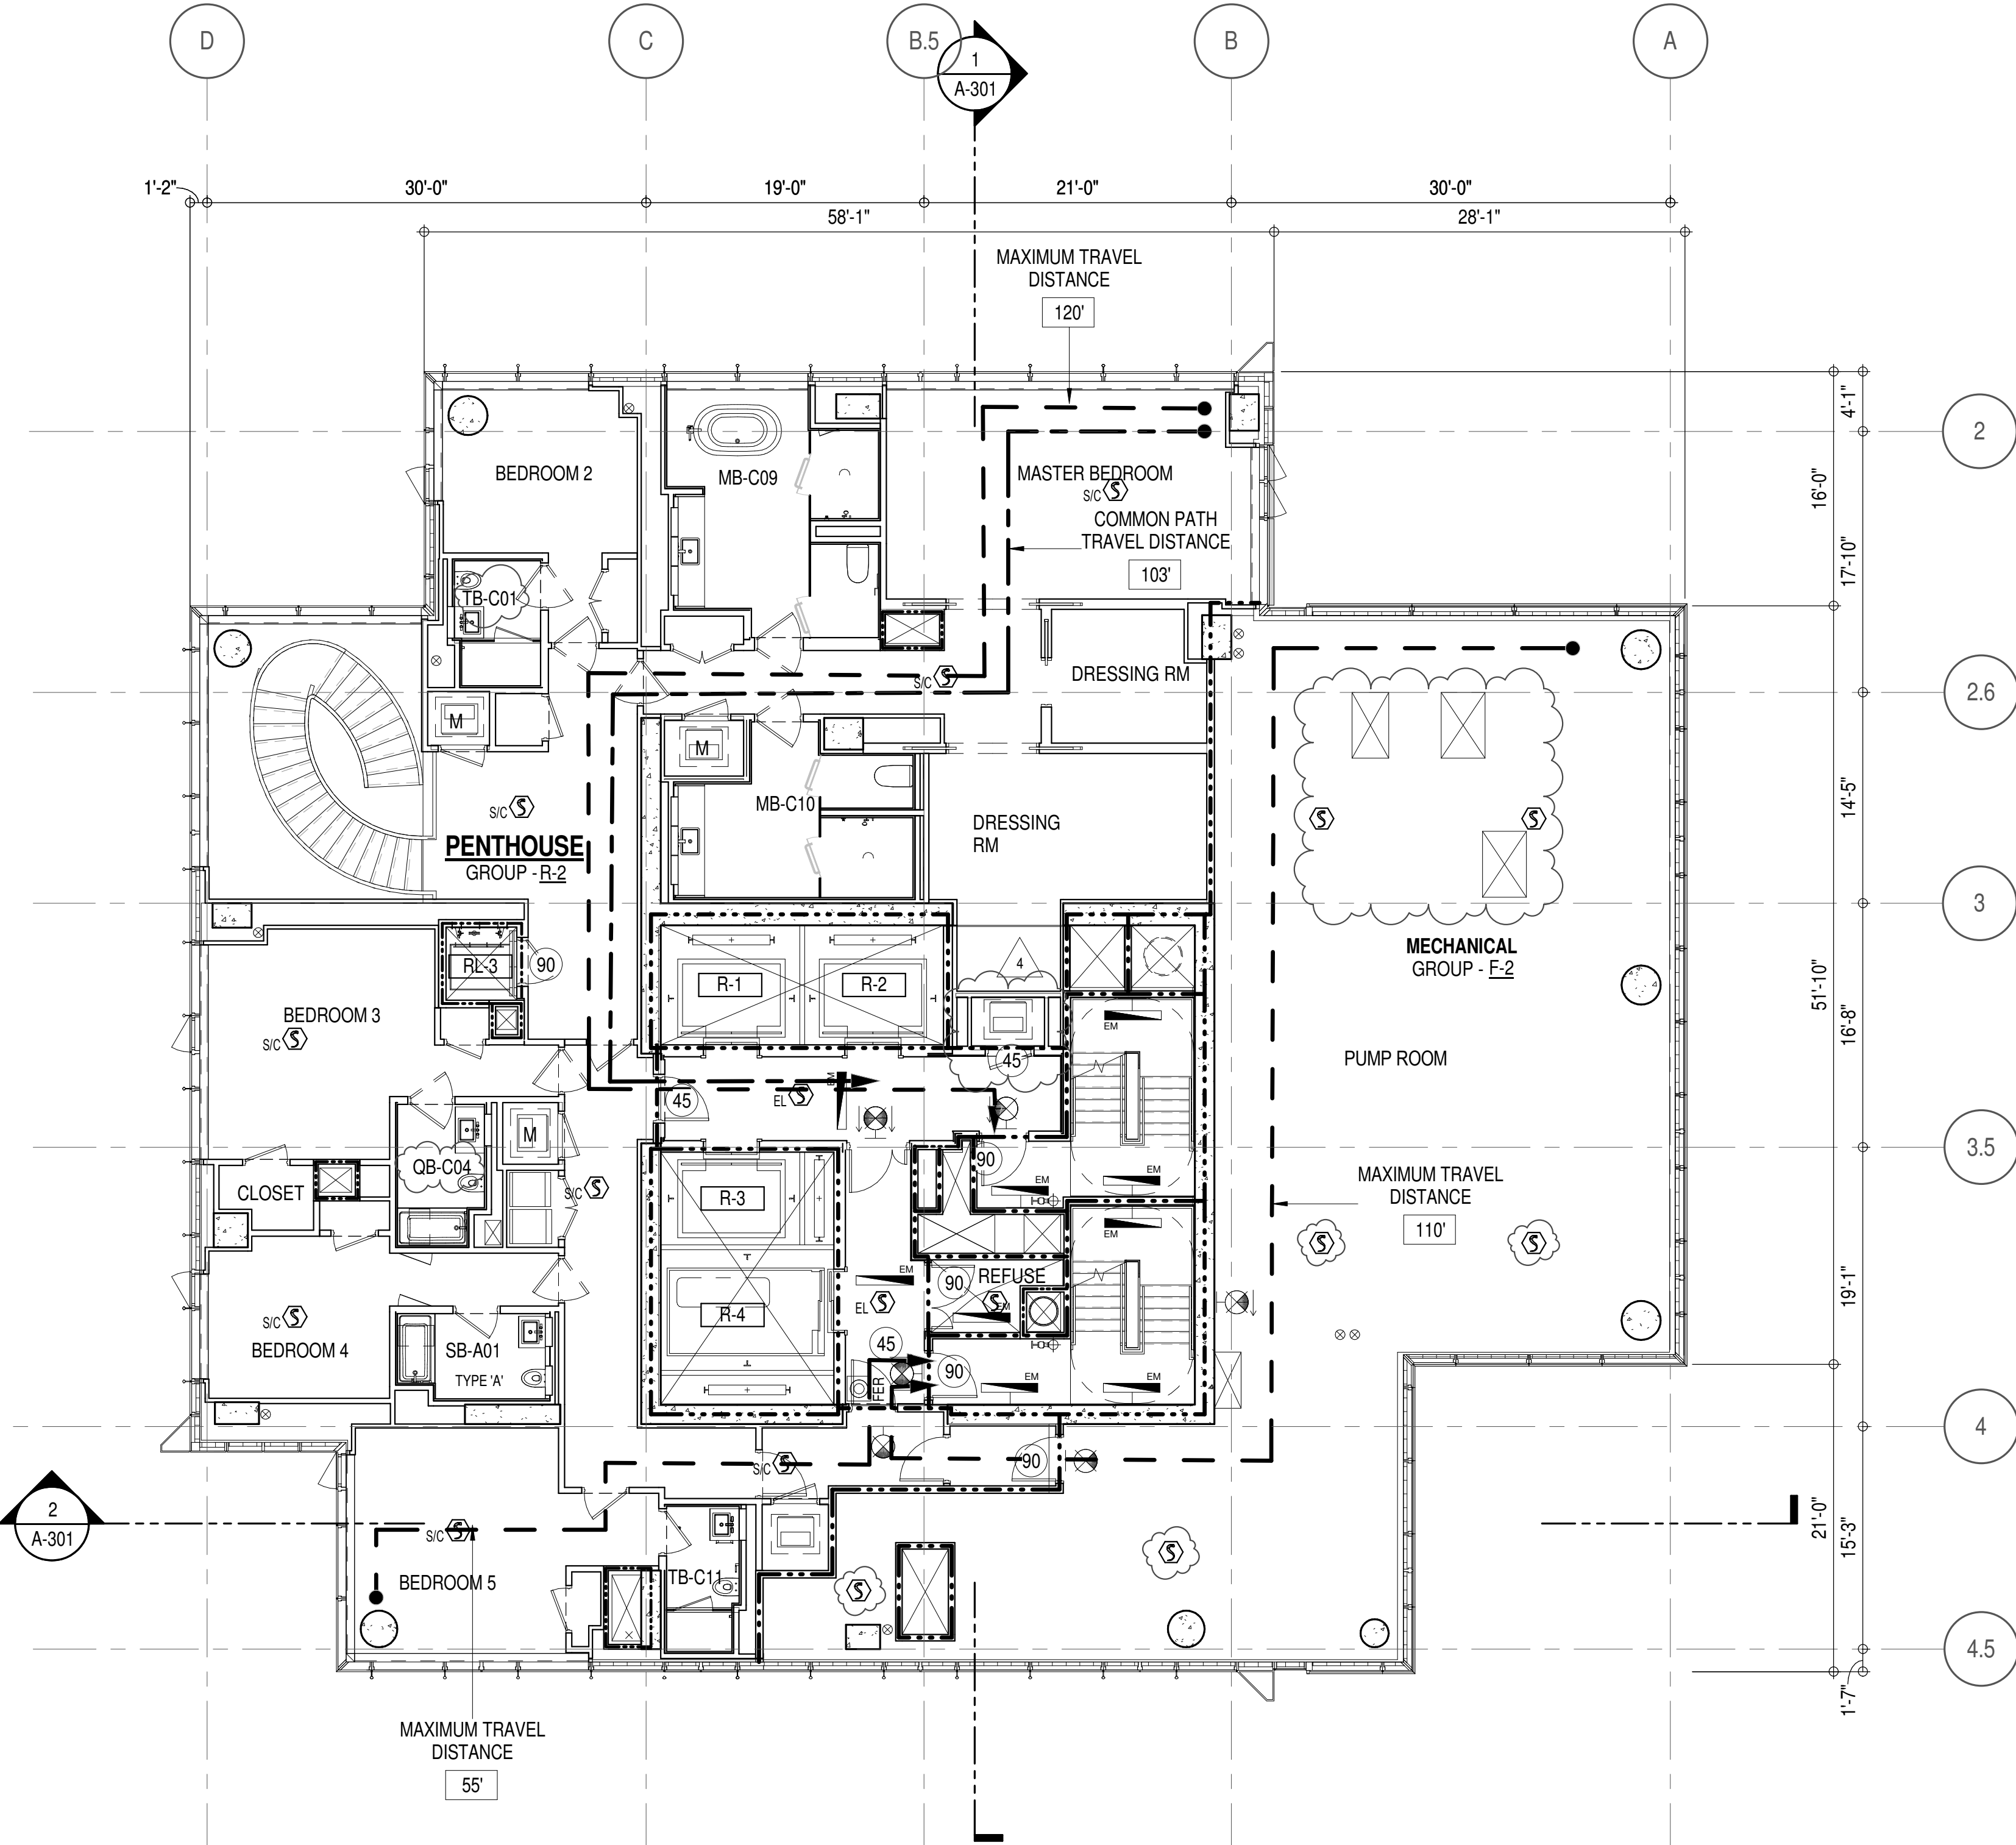 D
C
B.5
B
A
1
A-301
1'-2"
30'-0"
19'-0"
21'-0"
30'-0"
58'-1"
28'-1"
MAXIMUM TRAVEL
DISTANCE
120'
4'-1"
2
BEDROOM 2
MB-C09
MASTER BEDROOM
S/C S
16'-0"
COMMON PATH
TRAVEL DISTANCE
103'
17'-10"
TB-C01
S/C S
DRESSING RM
2.6
M
M
S/C S
MB-C10
S
S
14'-5"
PENTHOUSE
GROUP - R-2
DRESSING
RM
3
MECHANICAL
GROUP - F-2
RL-3
90
R-1
R-2
4
51'-10"
BEDROOM 3
S/C S
EM
16'-8"
PUMP ROOM
45
45
EL S
EM
M
QB-C04
90
3.5
CLOSET
S/C S
R-3
EM
EM
MAXIMUM TRAVEL
DISTANCE
110'
EM
S
S
90
REFUSE
EM
EL S
S
EM
R-4
S/C S
BEDROOM 4
SB-A01
TYPE 'A'
45
90
FER
EM
EM
19'-1"
4
S/C S
90
2
A-301
S/C S
21'-0"
15'-3"
S
BEDROOM 5
TB-C11
S
4.5
1'-7"
MAXIMUM TRAVEL
DISTANCE
55'